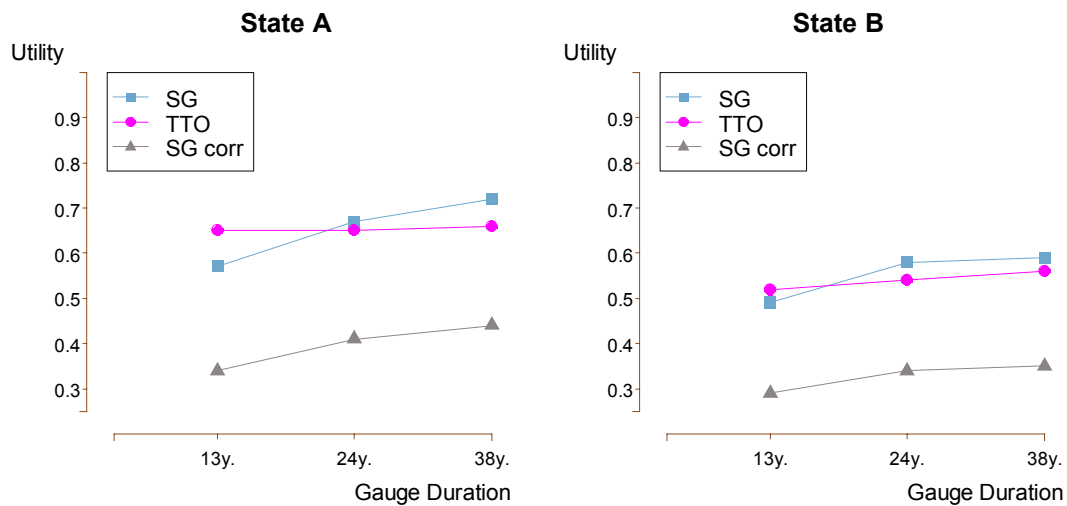 State A
Utility
SG
TTO
SG corr
0.9
0.8
0.7
0.6
0.5
0.4
0.3
13y.
24y.
38y.
Gauge Duration
State B
Utility
SG
TTO
SG corr
0.9
0.8
0.7
0.6
0.5
0.4
0.3
13y.
24y.
38y.
Gauge Duration